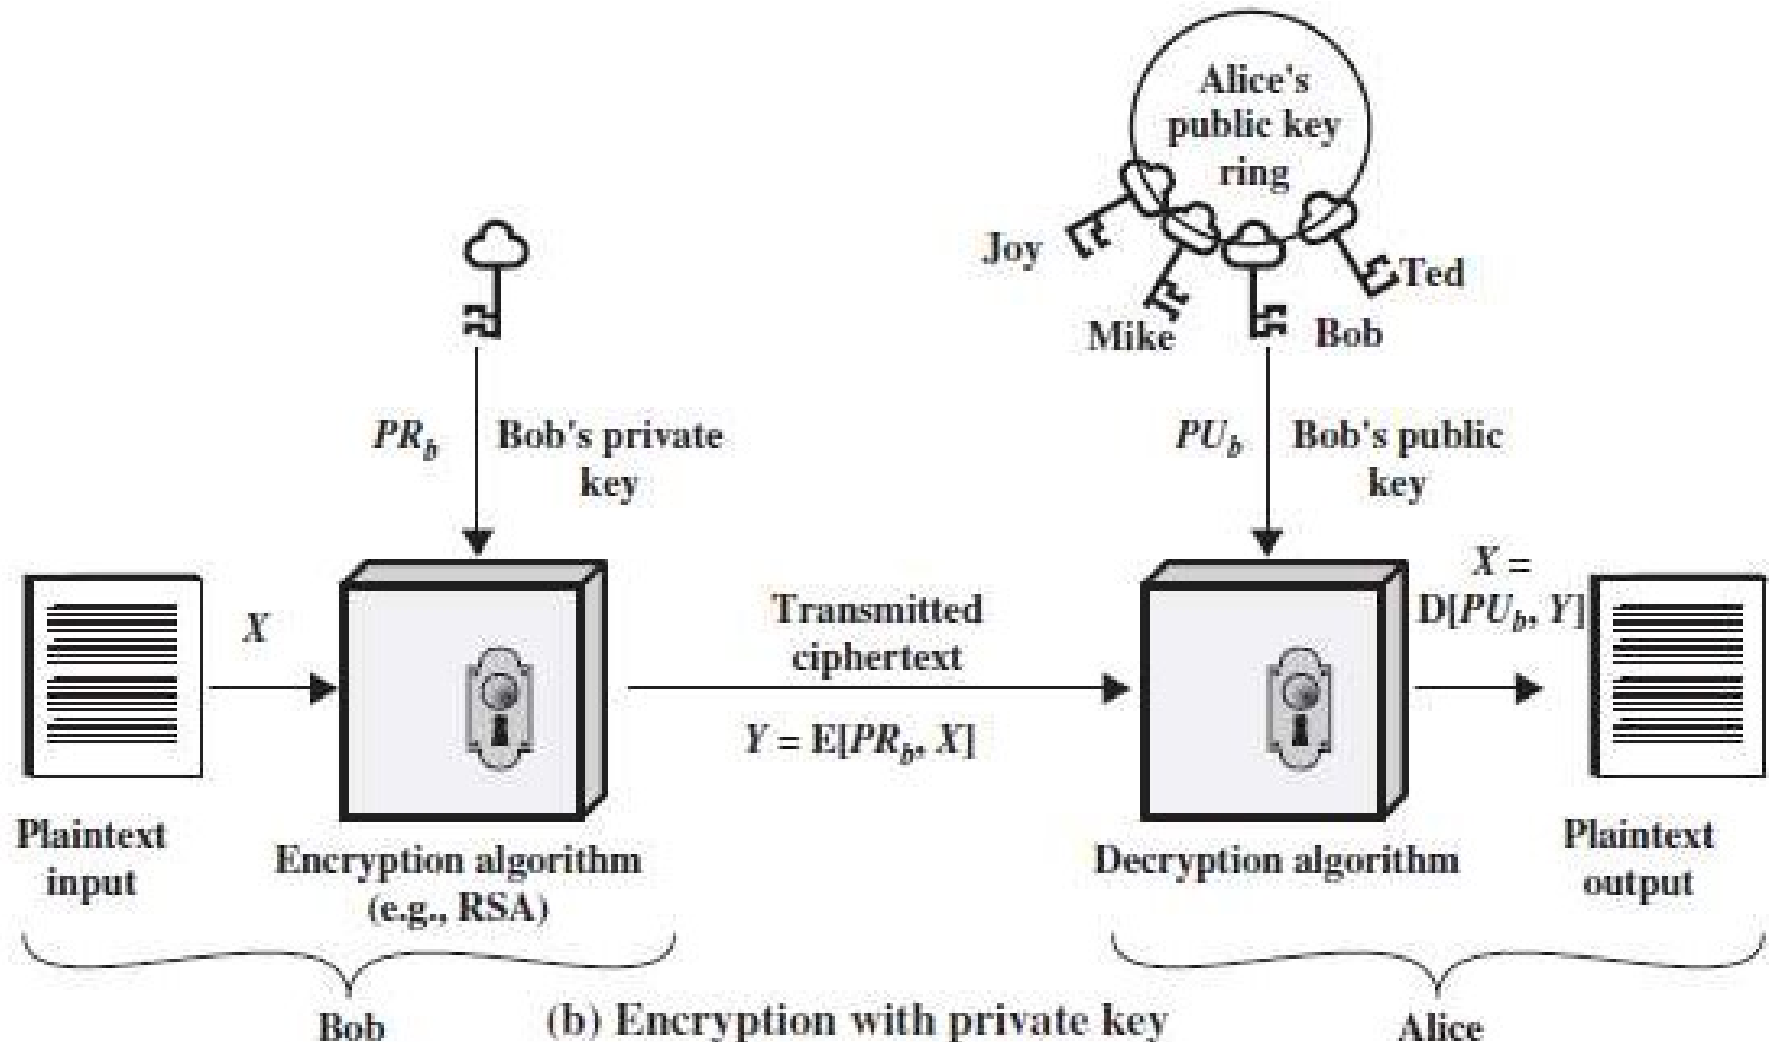 Alice's
public key
ring
Joy
Mike
Bob
Ted
PR_b
Bob's private
key
PU_b
Bob's public
key
X
Transmitted
ciphertext
Y = E[PR_b, X]
X =
D[PU_b, Y]
Plaintext
input
Encryption algorithm
(e.g., RSA)
Decryption algorithm
Plaintext
output
Bob
(b) Encryption with private key
Alice